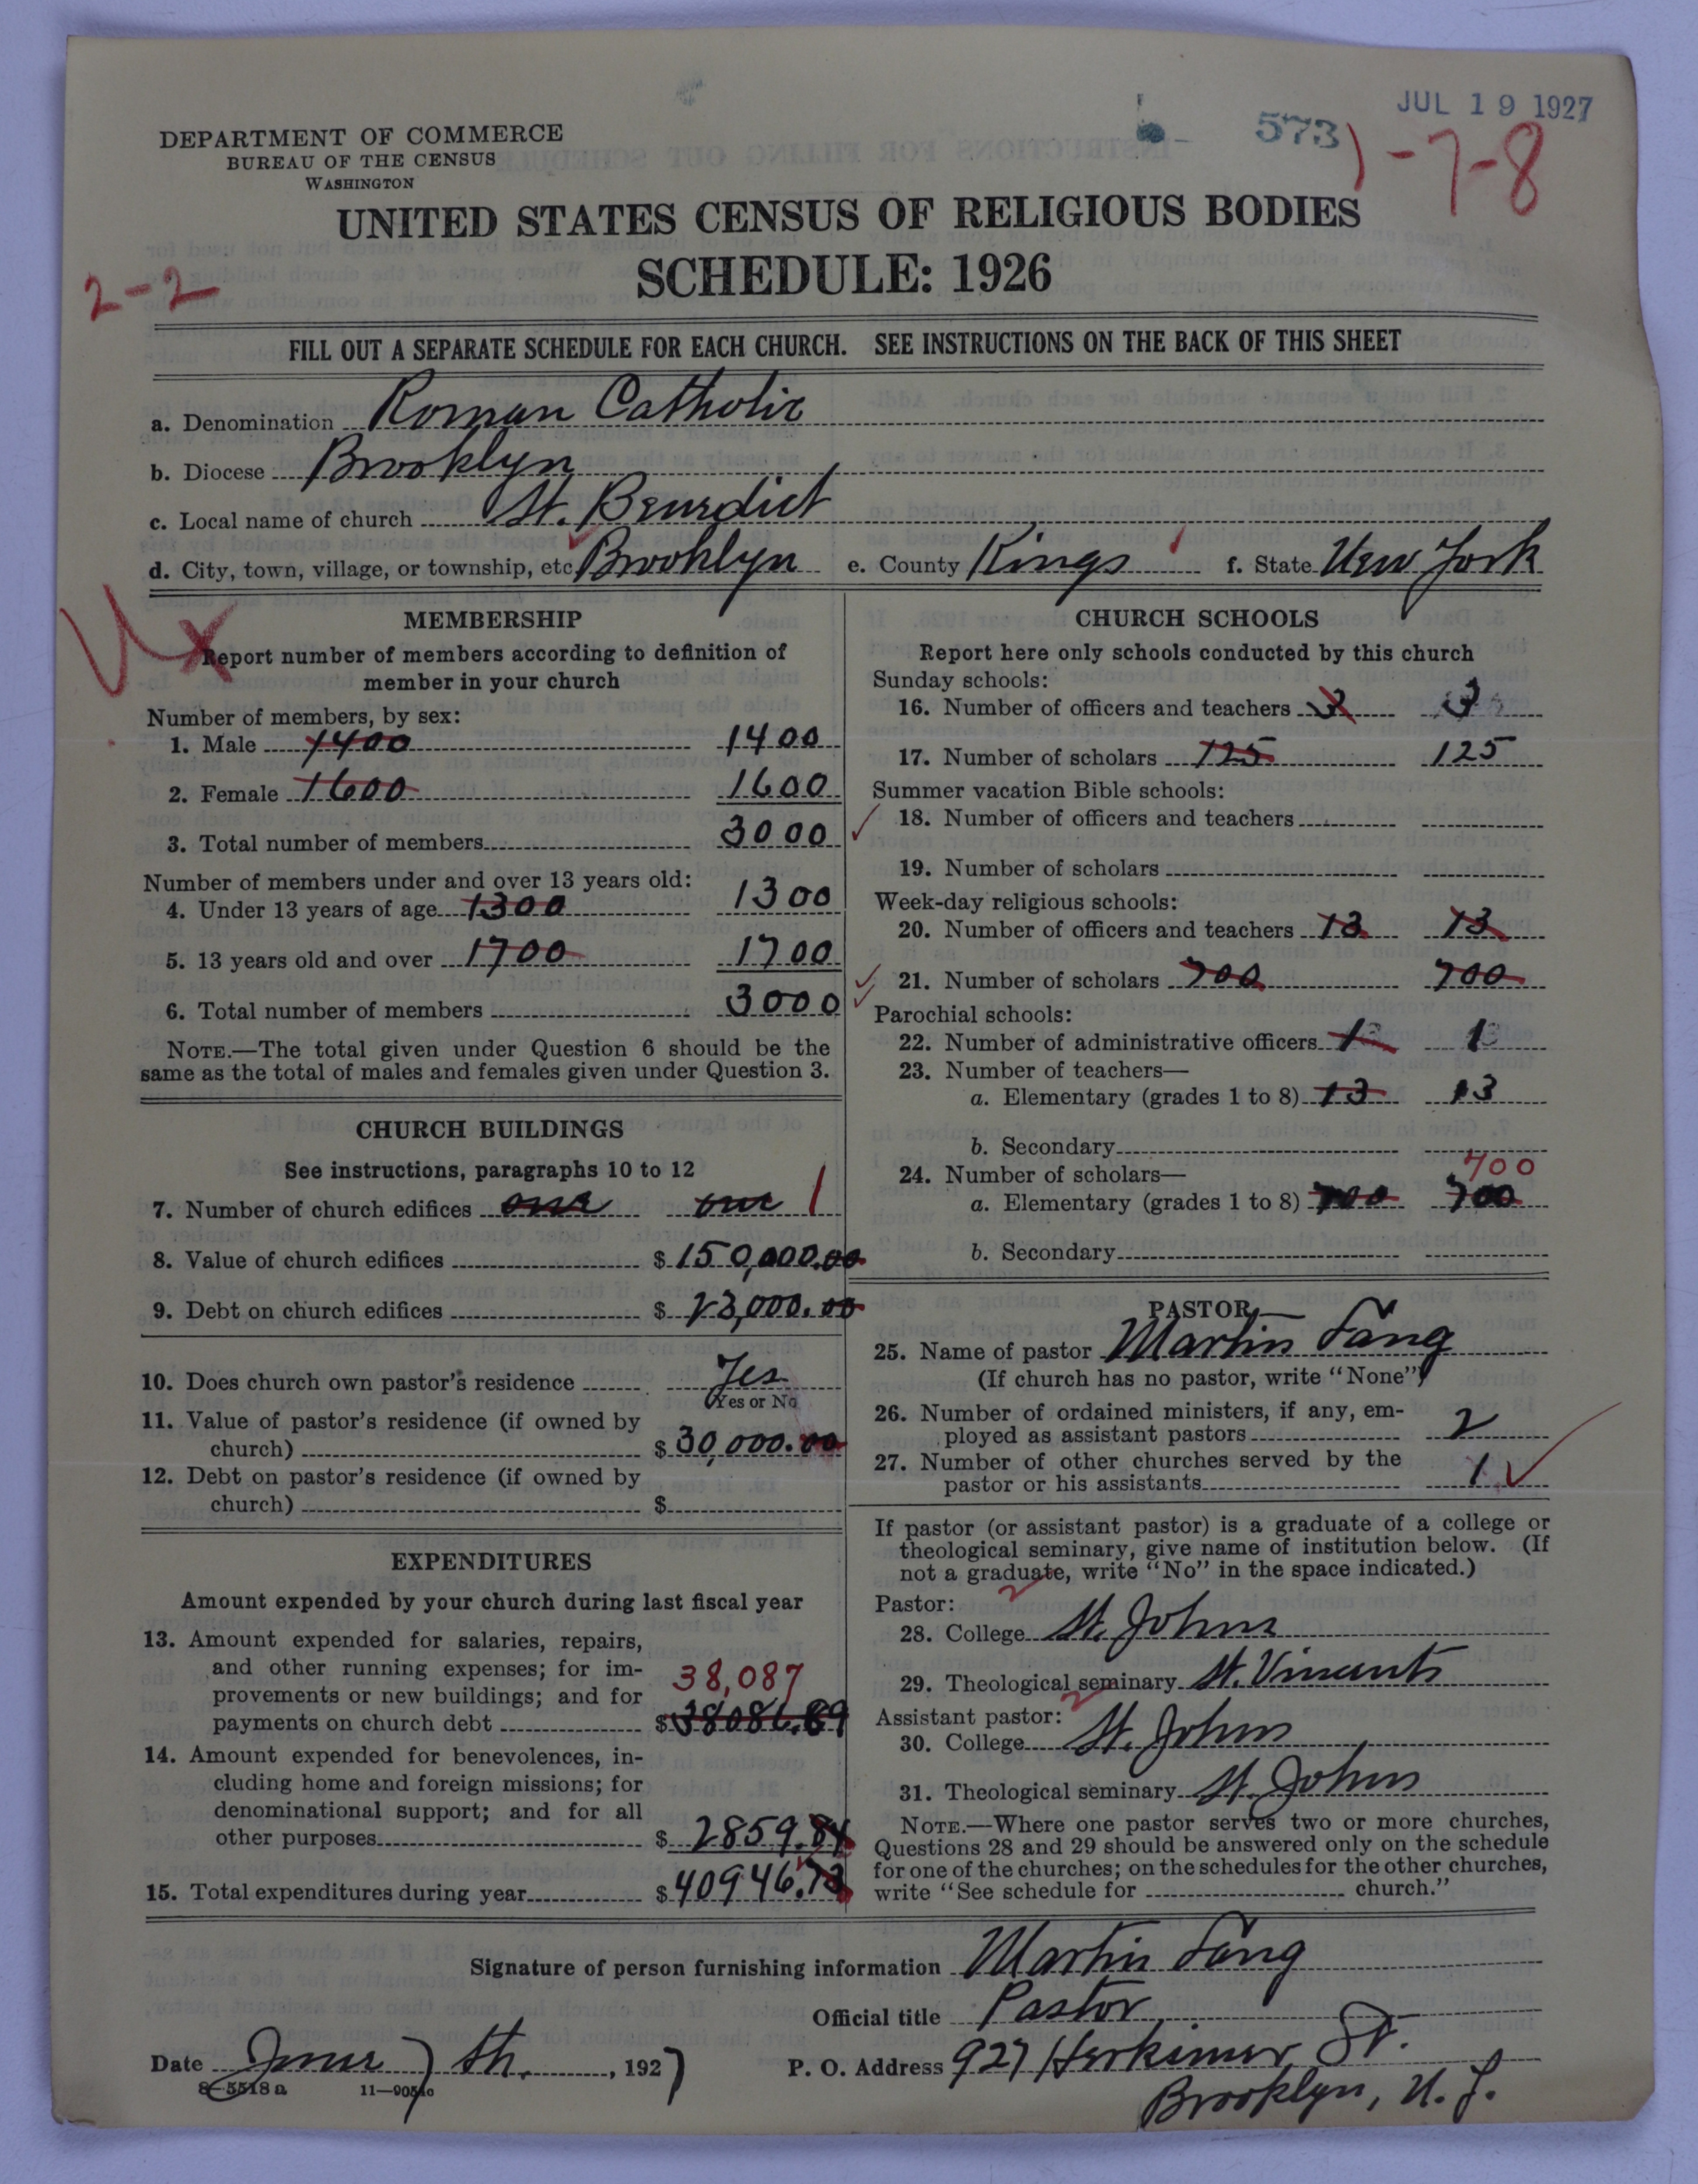 JUL 19 1927
573
1-7-8
DEPARTMENT OF COMMERCE
BUREAU OF THE CENSUS
WASHINGTON
UNITED STATES CENSUS OF RELIGIOUS BODIES
SCHEDULE: 1926
2-2
FILL OUT A SEPARATE SCHEDULE FOR EACH CHURCH. SEE INSTRUCTIONS ON THE BACK OF THIS SHEET
a. Denomination Roman Catholic
b. Diocese Brooklyn
c. Local name of church St. Benedict
d. City, town, village, or township, etc. Brooklyn e. County Kings f. State New York
MEMBERSHIP
Report number of members according to definition of
member in your church
Number of members, by sex:
1. Male 1400 1400
2. Female 1600 1600
3. Total number of members 3000
Number of members under and over 13 years old:
4. Under 13 years of age 1300 1300
5. 13 years old and over 1700 1700
6. Total number of members 3000
NOTE.—The total given under Question 6 should be the
same as the total of males and females given under Question 3.
CHURCH BUILDINGS
See instructions, paragraphs 10 to 12
7. Number of church edifices one one 1
8. Value of church edifices $150,000.00
9. Debt on church edifices $23,000.00
10. Does church own pastor's residence Yes
Yes or No
11. Value of pastor's residence (if owned by
church) $30,000.00
12. Debt on pastor's residence (if owned by
church) $
EXPENDITURES
Amount expended by your church during last fiscal year
13. Amount expended for salaries, repairs,
and other running expenses; for im-
provements or new buildings; and for 38,087
payments on church debt $38086.89
14. Amount expended for benevolences, in-
cluding home and foreign missions; for
denominational support; and for all
other purposes $2859.84
15. Total expenditures during year $40946.73
CHURCH SCHOOLS
Report here only schools conducted by this church
Sunday schools:
16. Number of officers and teachers 3 3
17. Number of scholars 125 125
Summer vacation Bible schools:
18. Number of officers and teachers
19. Number of scholars
Week-day religious schools:
20. Number of officers and teachers 13 13
21. Number of scholars 700 700
Parochial schools:
22. Number of administrative officers 1
23. Number of teachers—
a. Elementary (grades 1 to 8) 13 13
b. Secondary
24. Number of scholars— 700
a. Elementary (grades 1 to 8) 700 700
b. Secondary
PASTOR
25. Name of pastor Martin Lang
(If church has no pastor, write "None")
26. Number of ordained ministers, if any, em-
ployed as assistant pastors 2
27. Number of other churches served by the
pastor or his assistants 1
If pastor (or assistant pastor) is a graduate of a college or
theological seminary, give name of institution below. (If
not a graduate, write "No" in the space indicated.)
Pastor:
28. College St. Johns
29. Theological seminary St. Vincents
Assistant pastor:
30. College St. Johns
31. Theological seminary St. Johns
NOTE.—Where one pastor serves two or more churches,
Questions 28 and 29 should be answered only on the schedule
for one of the churches; on the schedules for the other churches,
write "See schedule for church."
Signature of person furnishing information Martin Lang
Official title Pastor
Date June 7th, 1927 P. O. Address 927 Herkimer St.
8-5518a Brooklyn, N. Y.